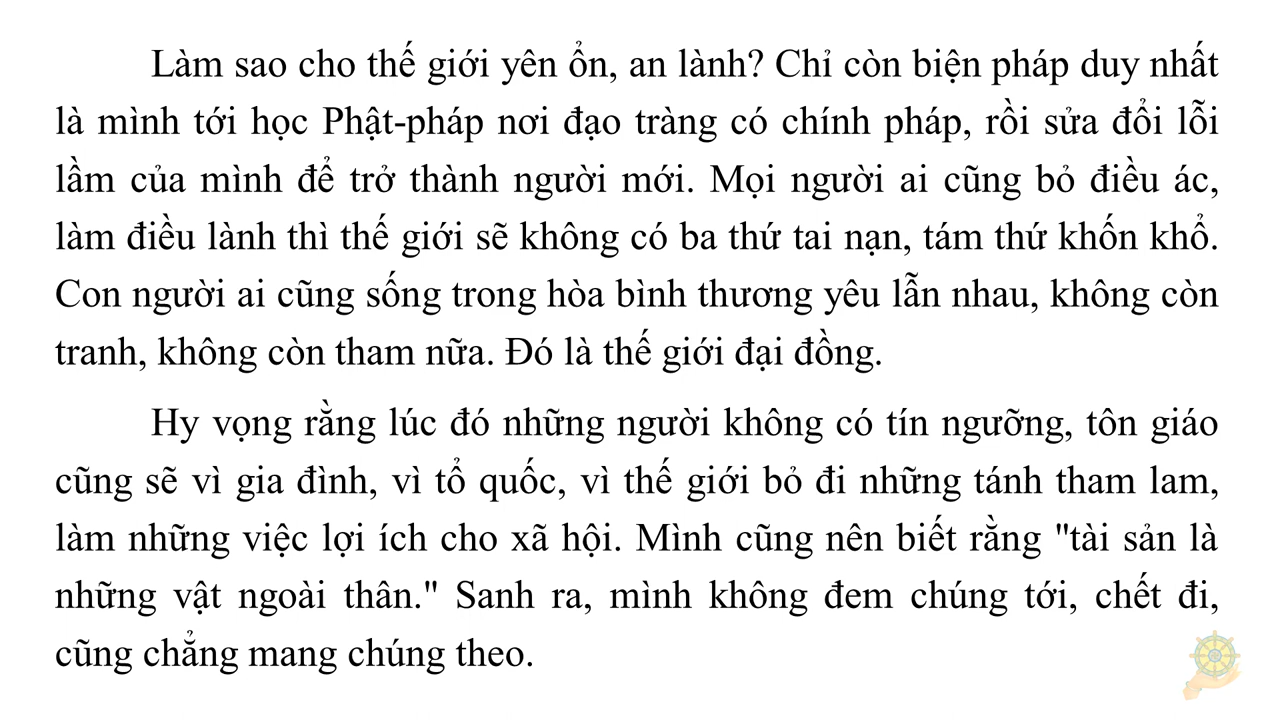 Làm sao cho thế giới yên ổn, an lành? Chỉ còn biện pháp duy nhất
là mình tới học Phật-pháp nơi đạo tràng có chính pháp, rồi sửa đổi lỗi
lầm của mình để trở thành người mới. Mọi người ai cũng bỏ điều ác,
làm điều lành thì thế giới sẽ không có ba thứ tai nạn, tám thứ khốn khổ.
Con người ai cũng sống trong hòa bình thương yêu lẫn nhau, không còn
tranh, không còn tham nữa. Đó là thế giới đại đồng.
Hy vọng rằng lúc đó những người không có tín ngưỡng, tôn giáo
cũng sẽ vì gia đình, vì tổ quốc, vì thế giới bỏ đi những tánh tham lam,
làm những việc lợi ích cho xã hội. Mình cũng nên biết rằng "tài sản là
những vật ngoài thân." Sanh ra, mình không đem chúng tới, chết đi,
cũng chẳng mang chúng theo.